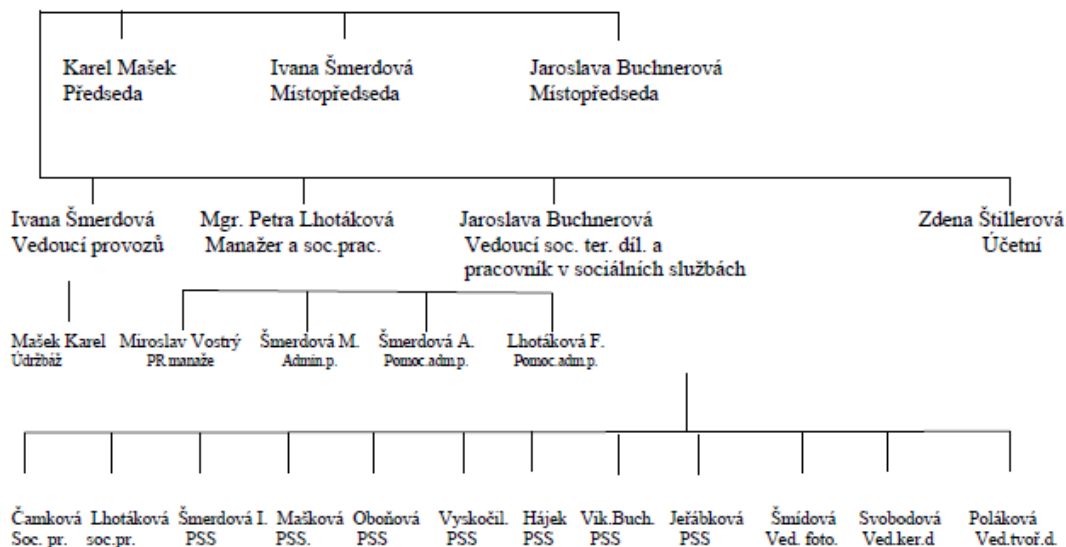 Karel Mašek Ivana Šmerdová Jaroslava Buchnerová
Předseda Místopředseda Místopředseda
Ivana Šmerdová Mgr. Petra Lhotáková Jaroslava Buchnerová Zdena Štillerová
Vedoucí provozů Manažer a soc.prac. Vedoucí soc. ter. díl. a Účetní
pracovník v sociálních službách
Mašek Karel Miroslav Vostrý Šmerdová M. Šmerdová A. Lhotáková F.
Údržbáž PR manaže Admin.p. Pomoc.adm.p. Pomoc.adm.p.
Čamková Lhotáková Šmerdová I. Mašková Oboňová Vyskočil. Hájek Vik.Buch. Jeřábková Šmídová Svobodová Poláková
Soc. pr. soc.pr. PSS PSS. PSS PSS PSS PSS PSS Ved. foto. Ved.ker.d Ved.tvoř.d.